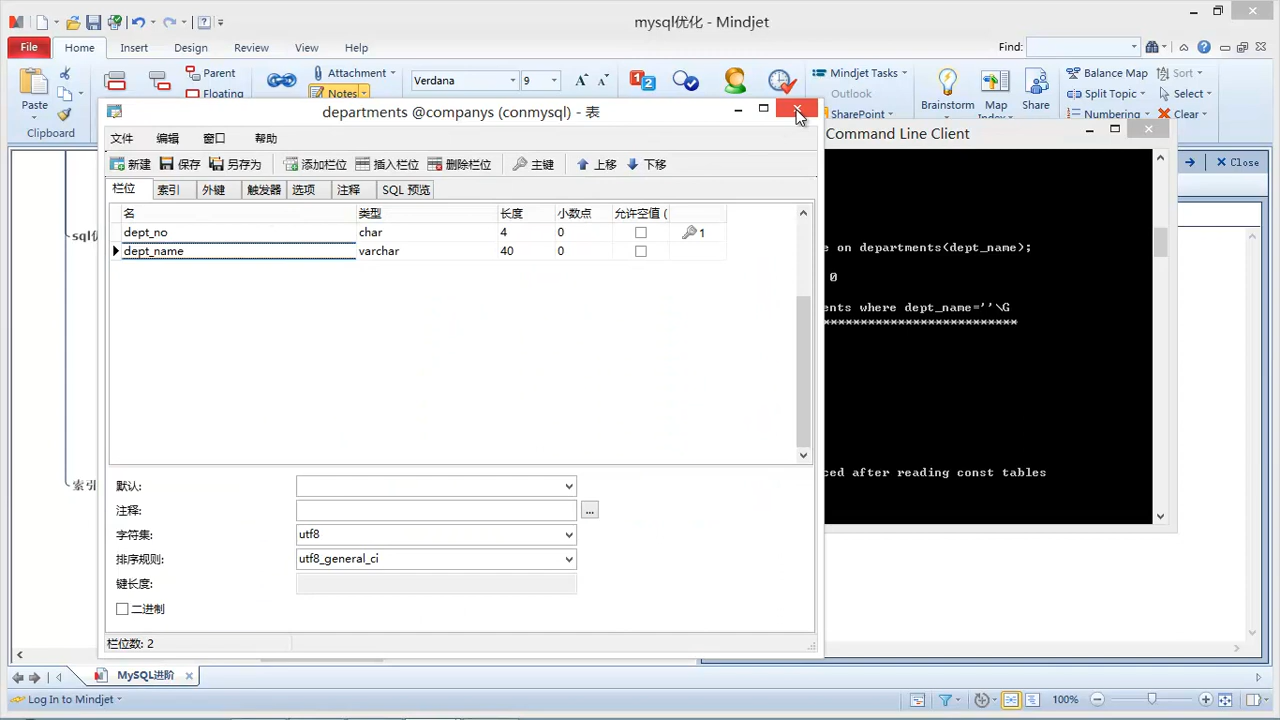 mysql优化 - Mindjet
File Home Insert Design Review View Help Find:
Parent Attachment Verdana 9 Mindjet Tasks Balance Map Sort
Paste Floating Notes Outlook Brainstorm Map Share Split Topic Select
SharePoint Numbering Clear
Clipboard
departments @companys (conmysql) - 表
Command Line Client
文件 编辑 窗口 帮助
新建 保存 另存为 添加栏位 插入栏位 删除栏位 主键 上移 下移
Close
栏位 索引 外键 触发器 选项 注释 SQL 预览
名 类型 长度 小数点 允许空值 (
dept_no char 4 0 1
dept_name varchar 40 0
e on departments(dept_name);
0
ents where dept_name=''\G
***************************
ced after reading const tables
索引
默认:
注释: ...
字符集: utf8
排序规则: utf8_general_ci
键长度:
二进制
栏位数: 2
MySQL进阶
Log In to Mindjet 100%